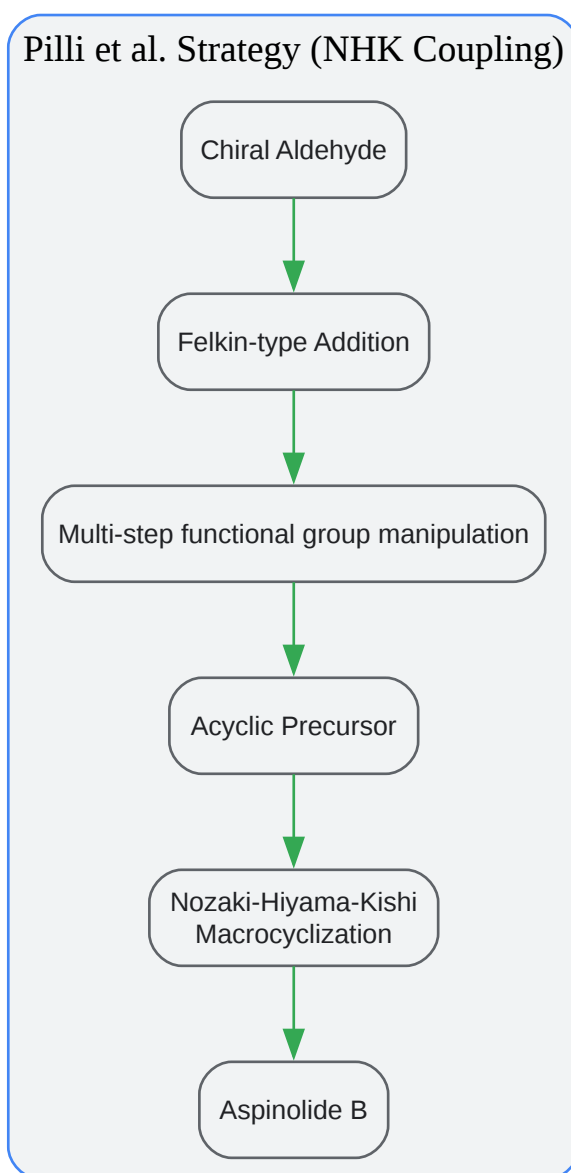 Pilli et al. Strategy (NHK Coupling)
Chiral Aldehyde
Felkin-type Addition
Multi-step functional group manipulation
Acyclic Precursor
Nozaki-Hiyama-Kishi
Macrocyclization
Aspinolide B